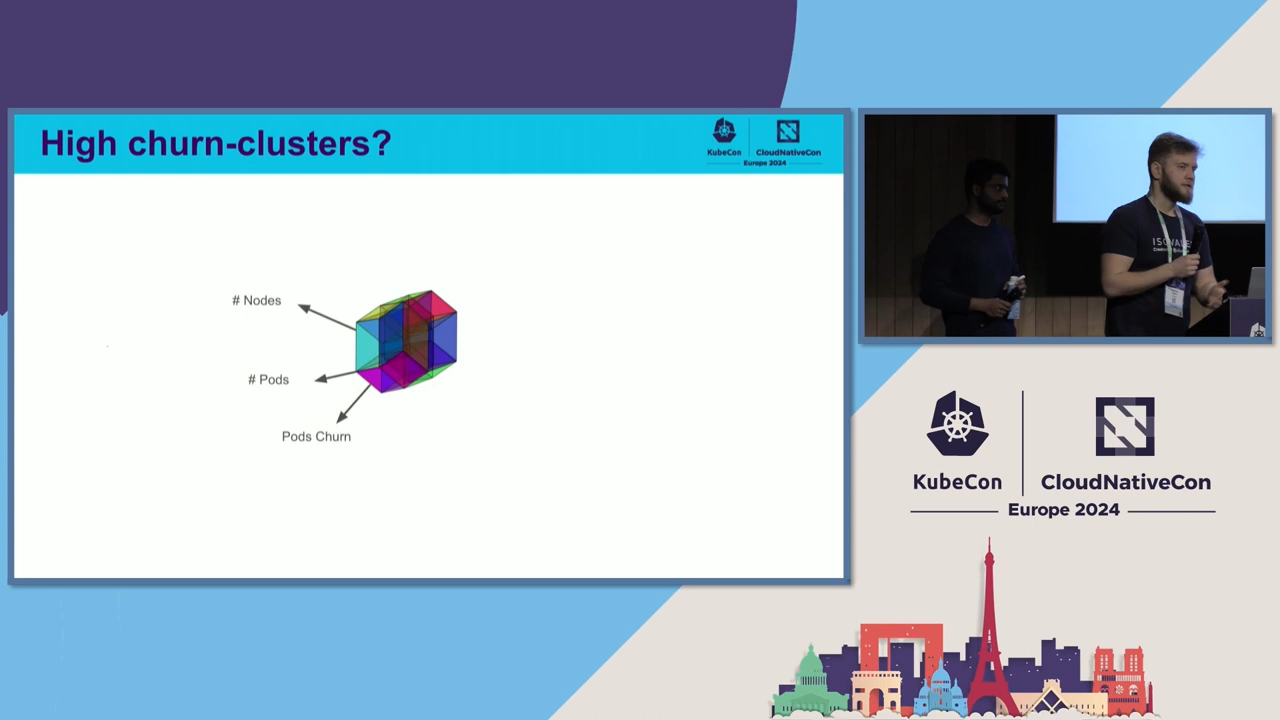 High churn-clusters?
KubeCon
CloudNativeCon
Europe 2024
# Nodes
# Pods
Pods Churn
KubeCon
CloudNativeCon
Europe 2024